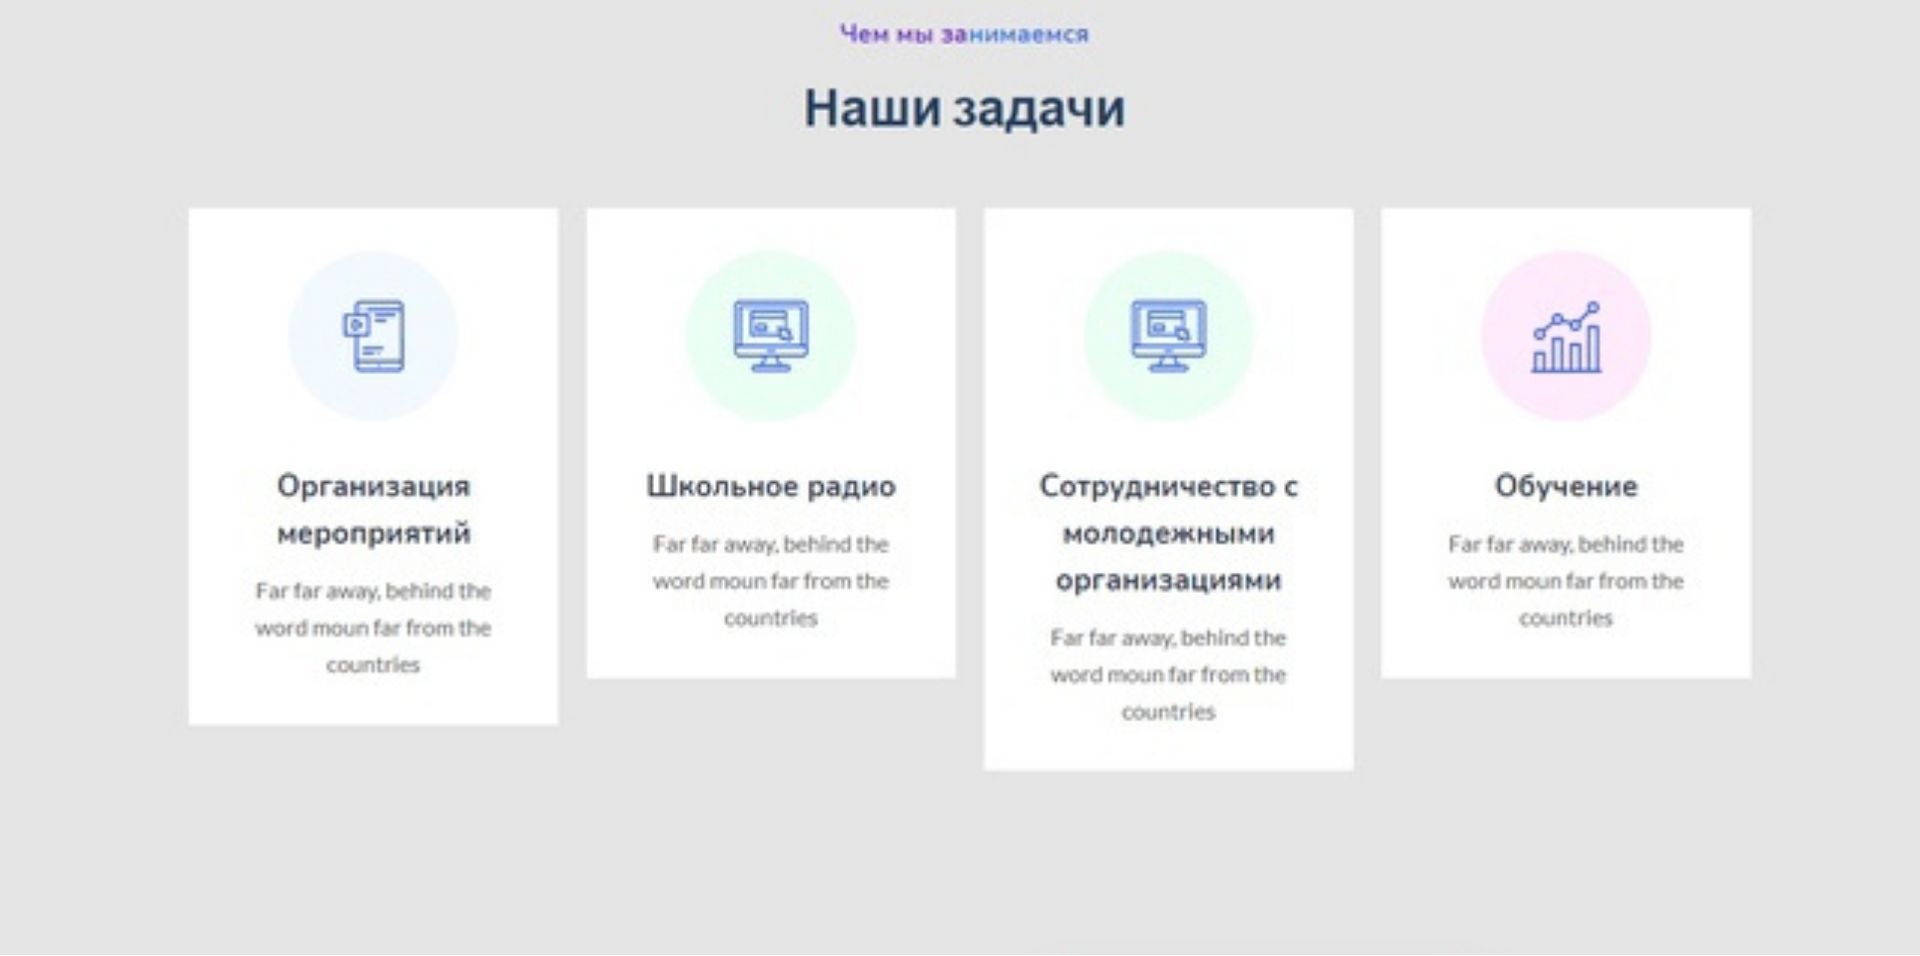 Чем мы занимаемся
Наши задачи
Организация
мероприятий
Far far away, behind the
word moun far from the
countries
Школьное радио
Far far away, behind the
word moun far from the
countries
Сотрудничество с
молодежными
организациями
Far far away, behind the
word moun far from the
countries
Обучение
Far far away, behind the
word moun far from the
countries